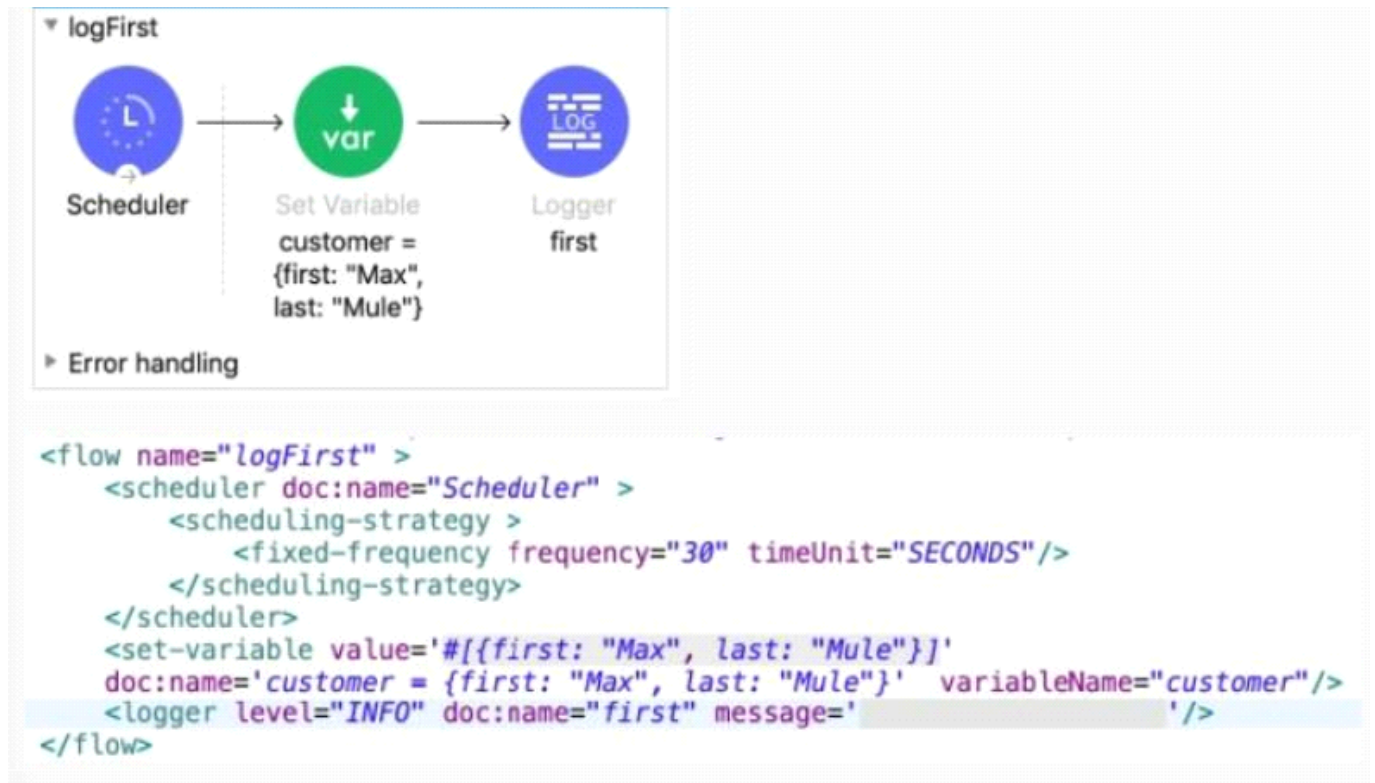 logFirst
L
var
LOG
Scheduler
Set Variable
Logger
customer =
first
{first: "Max",
last: "Mule"}
Error handling
<flow name="logFirst" >
<scheduler doc:name="Scheduler" >
<scheduling-strategy >
<fixed-frequency frequency="30" timeUnit="SECONDS"/>
</scheduling-strategy>
</scheduler>
<set-variable value='#[{first: "Max", last: "Mule"}]'
doc:name='customer = {first: "Max", last: "Mule"}' variableName="customer"/>
<logger level="INFO" doc:name="first" message=' '/>
</flow>